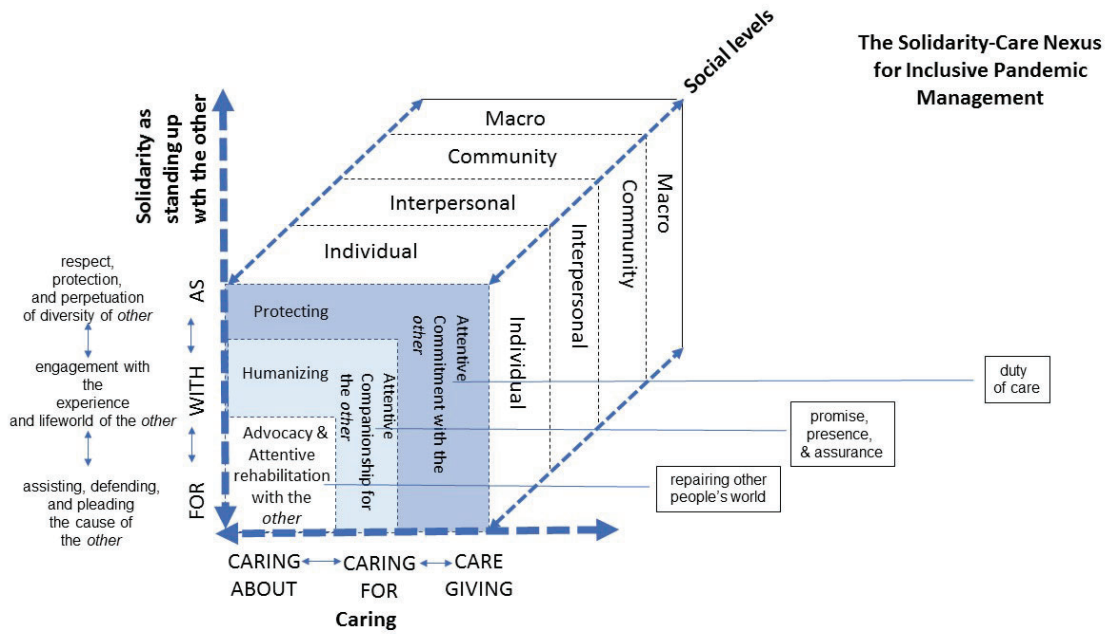 The Solidarity-Care Nexus
for Inclusive Pandemic
Management
Social levels
Solidarity as
standing up
wth the other
Macro
Community
Interpersonal
Individual
Macro
Community
Interpersonal
Individual
respect,
protection,
and perpetuation
of diversity of other
engagement with
the
experience
and lifeworld of the other
assisting, defending,
and pleading
the cause of
the other
AS
WITH
FOR
Protecting
Attentive
Commitment with the
other
Humanizing
Attentive
Companionship for
the other
Advocacy &
Attentive
rehabilitation
with the
other
duty
of care
promise,
presence,
& assurance
repairing other
people's world
CARING
ABOUT
CARING
FOR
CARE
GIVING
Caring